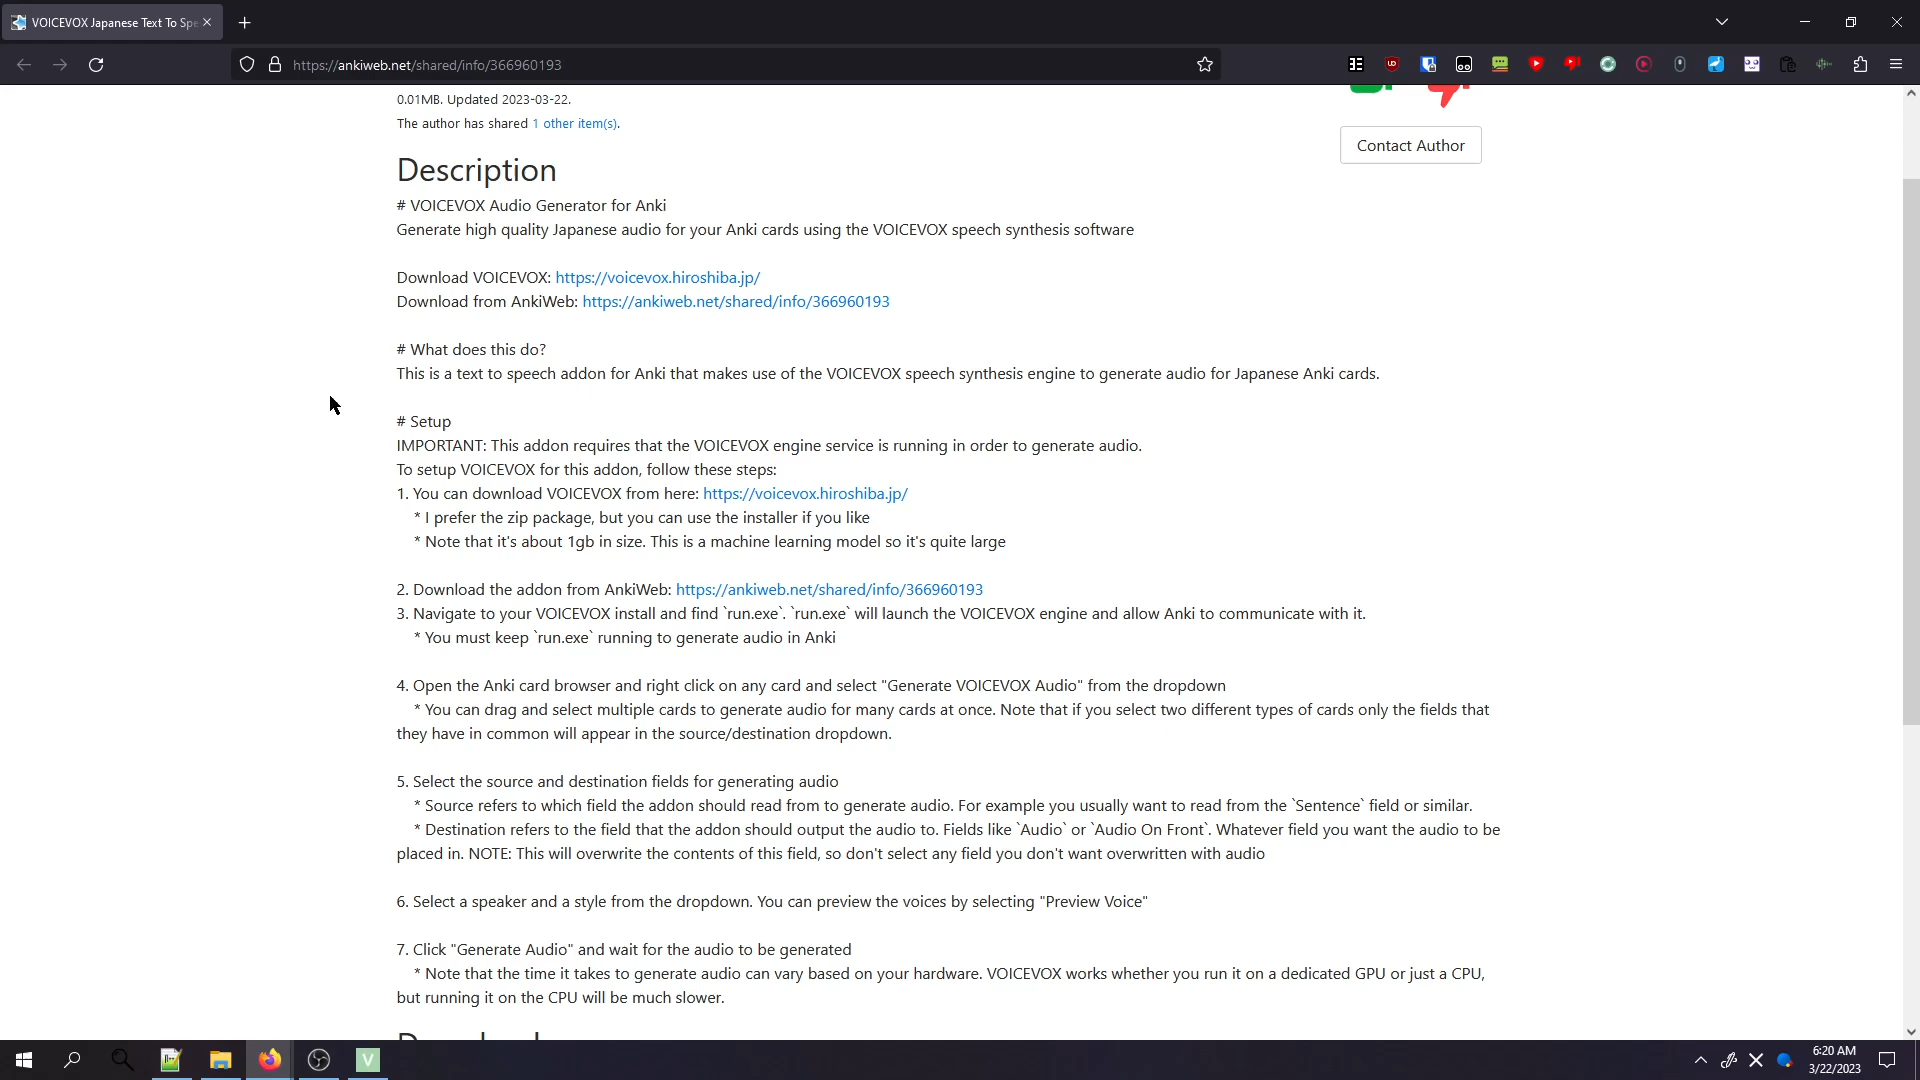 VOICEVOX Japanese Text To Spe
https://ankiweb.net/shared/info/366960193
0.01MB. Updated 2023-03-22.
The author has shared 1 other item(s).
Contact Author
Description
# VOICEVOX Audio Generator for Anki
Generate high quality Japanese audio for your Anki cards using the VOICEVOX speech synthesis software
Download VOICEVOX: https://voicevox.hiroshiba.jp/
Download from AnkiWeb: https://ankiweb.net/shared/info/366960193
# What does this do?
This is a text to speech addon for Anki that makes use of the VOICEVOX speech synthesis engine to generate audio for Japanese Anki cards.
# Setup
IMPORTANT: This addon requires that the VOICEVOX engine service is running in order to generate audio.
To setup VOICEVOX for this addon, follow these steps:
1. You can download VOICEVOX from here: https://voicevox.hiroshiba.jp/
* I prefer the zip package, but you can use the installer if you like
* Note that it's about 1gb in size. This is a machine learning model so it's quite large
2. Download the addon from AnkiWeb: https://ankiweb.net/shared/info/366960193
3. Navigate to your VOICEVOX install and find `run.exe`. `run.exe` will launch the VOICEVOX engine and allow Anki to communicate with it.
* You must keep `run.exe` running to generate audio in Anki
4. Open the Anki card browser and right click on any card and select "Generate VOICEVOX Audio" from the dropdown
* You can drag and select multiple cards to generate audio for many cards at once. Note that if you select two different types of cards only the fields that
they have in common will appear in the source/destination dropdown.
5. Select the source and destination fields for generating audio
* Source refers to which field the addon should read from to generate audio. For example you usually want to read from the `Sentence` field or similar.
* Destination refers to the field that the addon should output the audio to. Fields like `Audio` or `Audio On Front`. Whatever field you want the audio to be
placed in. NOTE: This will overwrite the contents of this field, so don't select any field you don't want overwritten with audio
6. Select a speaker and a style from the dropdown. You can preview the voices by selecting "Preview Voice"
7. Click "Generate Audio" and wait for the audio to be generated
* Note that the time it takes to generate audio can vary based on your hardware. VOICEVOX works whether you run it on a dedicated GPU or just a CPU,
but running it on the CPU will be much slower.
V
6:20 AM
3/22/2023